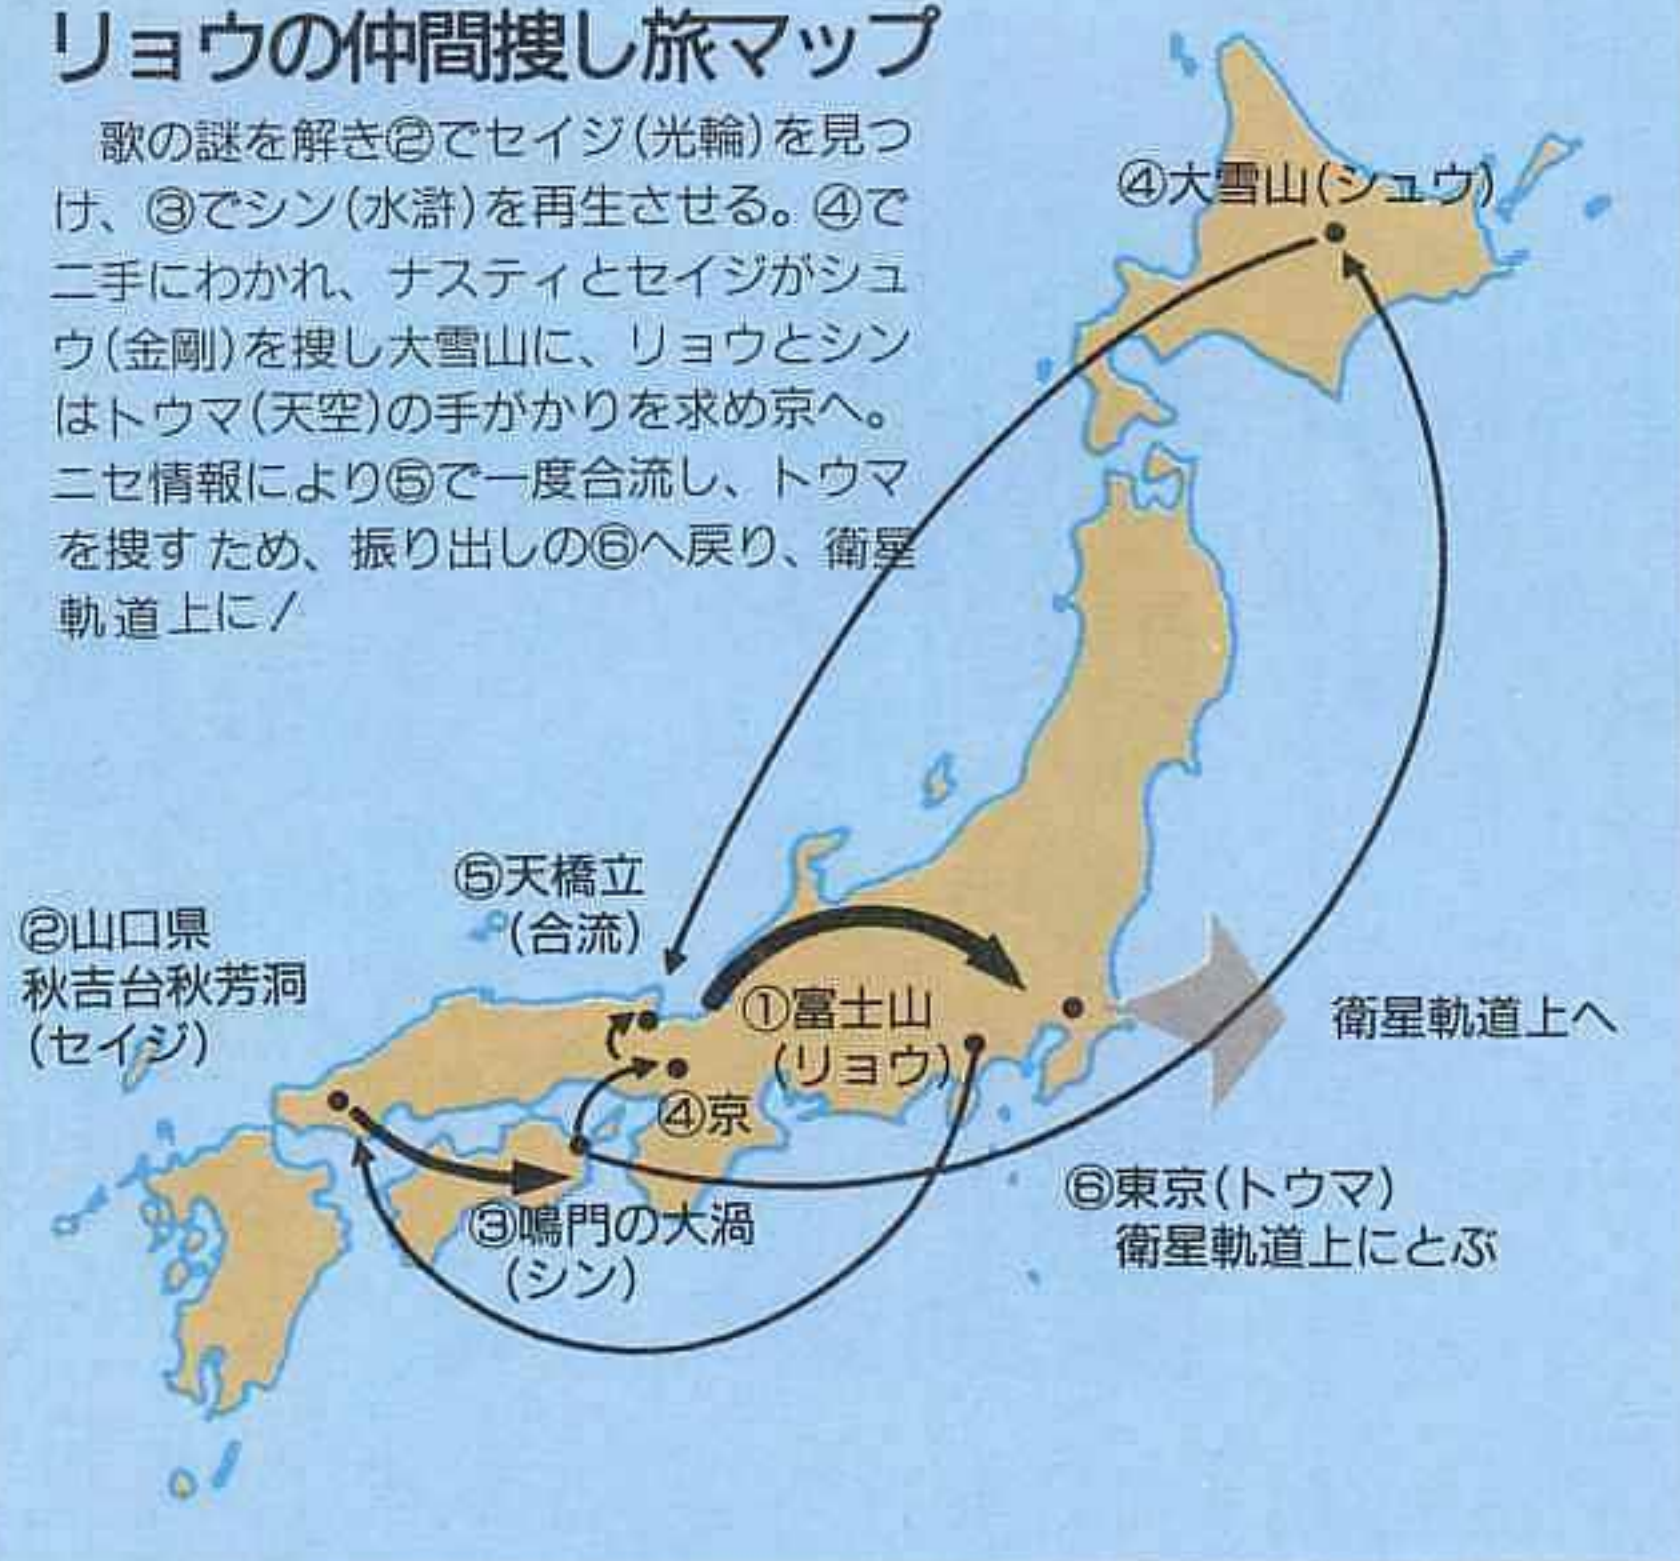 リョウの仲間捜し旅マップ
歌の謎を解き②でセイジ(光輪)を見つ
け、③でシン(水滸)を再生させる。④で
二手にわかれ、ナスティとセイジがシュ
ウ(金剛)を捜し大雪山に、リョウとシン
はトウマ(天空)の手がかりを求め京へ。
ニセ情報により⑤で一度合流し、トウマ
を捜すため、振り出しの⑥へ戻り、衛星
軌道上に!
④大雪山(シュウ)
⑤天橋立
(合流)
②山口県
秋吉台秋芳洞
(セイジ)
①富士山
(リョウ)
衛星軌道上へ
④京
③鳴門の大渦
(シン)
⑥東京(トウマ)
衛星軌道上にとぶ